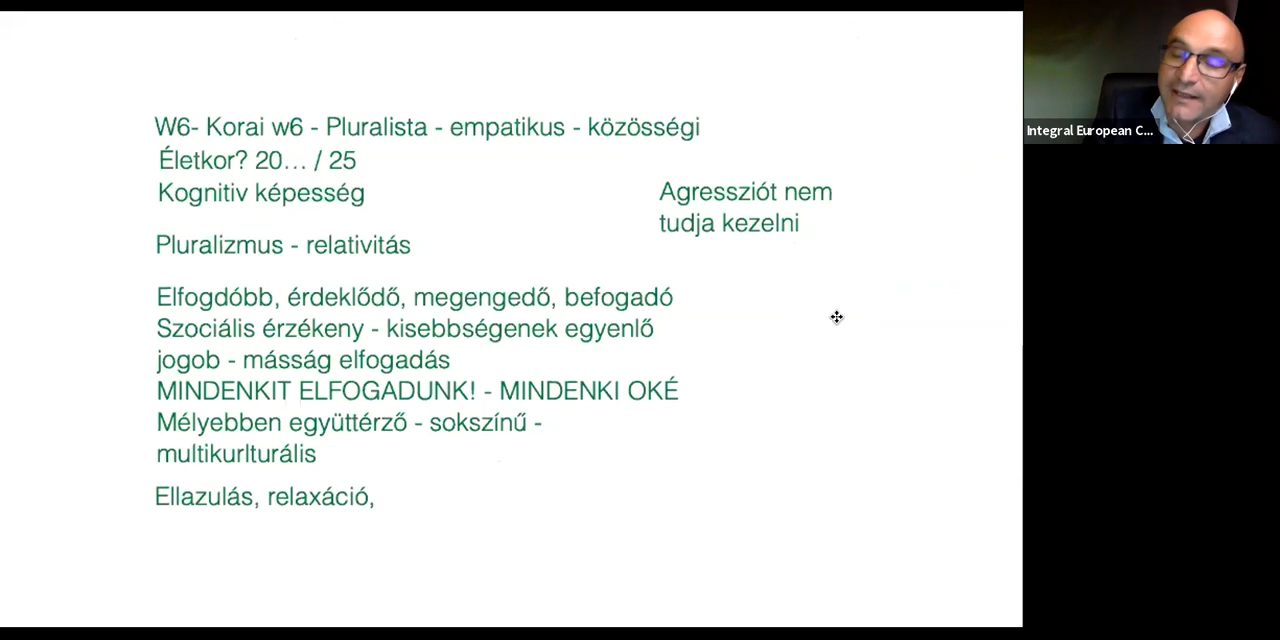 W6- Korai w6 - Pluralista - empatikus - közösségi
Életkor? 20... / 25
Kognitiv képesség
Agressziót nem
tudja kezelni
Pluralizmus - relativitás
Elfogdóbb, érdeklődő, megengedő, befogadó
Szociális érzékeny - kisebbségenek egyenlő
jogob - másság elfogadás
MINDENKIT ELFOGADUNK! - MINDENKI OKÉ
Mélyebben együttérző - sokszínű -
multikurlturális
Ellazulás, relaxáció,
Integral European C...